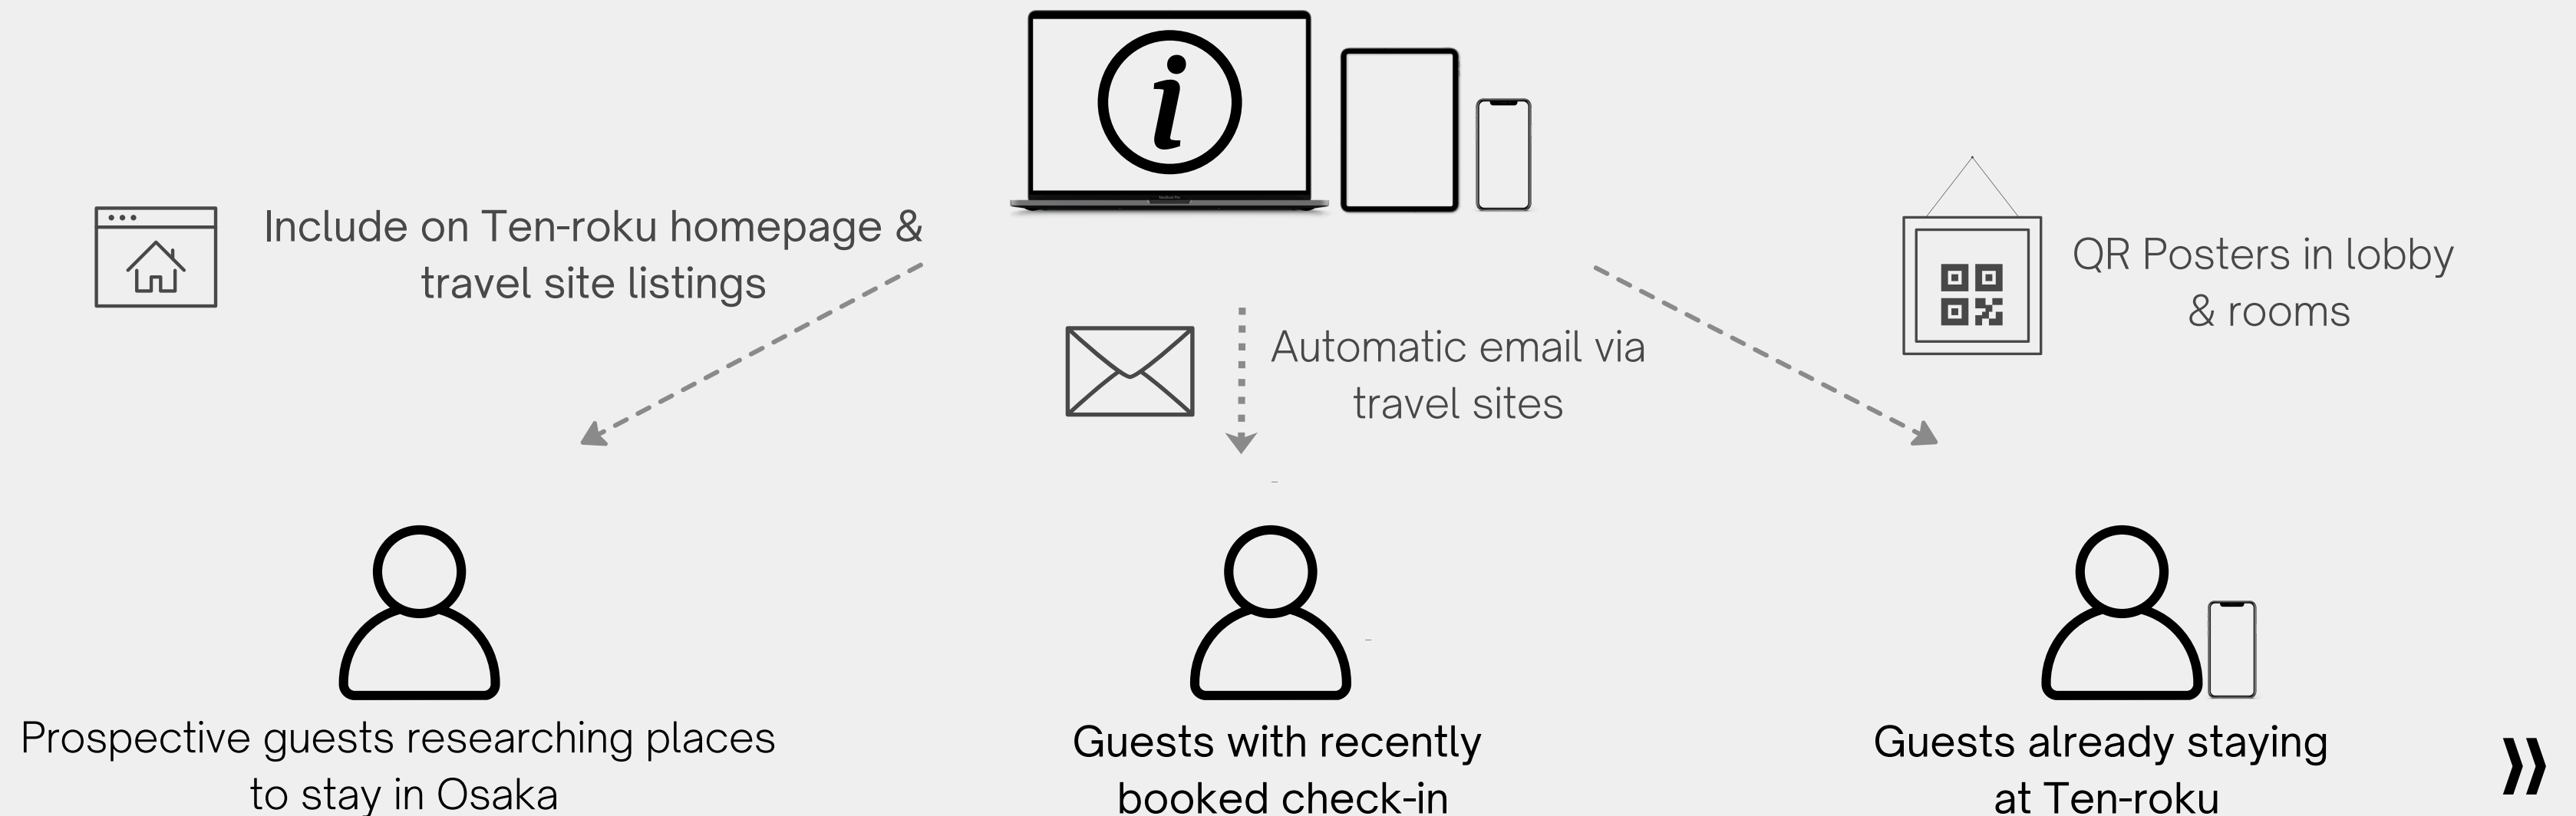 i
Include on Ten-roku homepage &
travel site listings
QR Posters in lobby
& rooms
Automatic email via
travel sites
Prospective guests researching places
to stay in Osaka
Guests with recently
booked check-in
Guests already staying
at Ten-roku